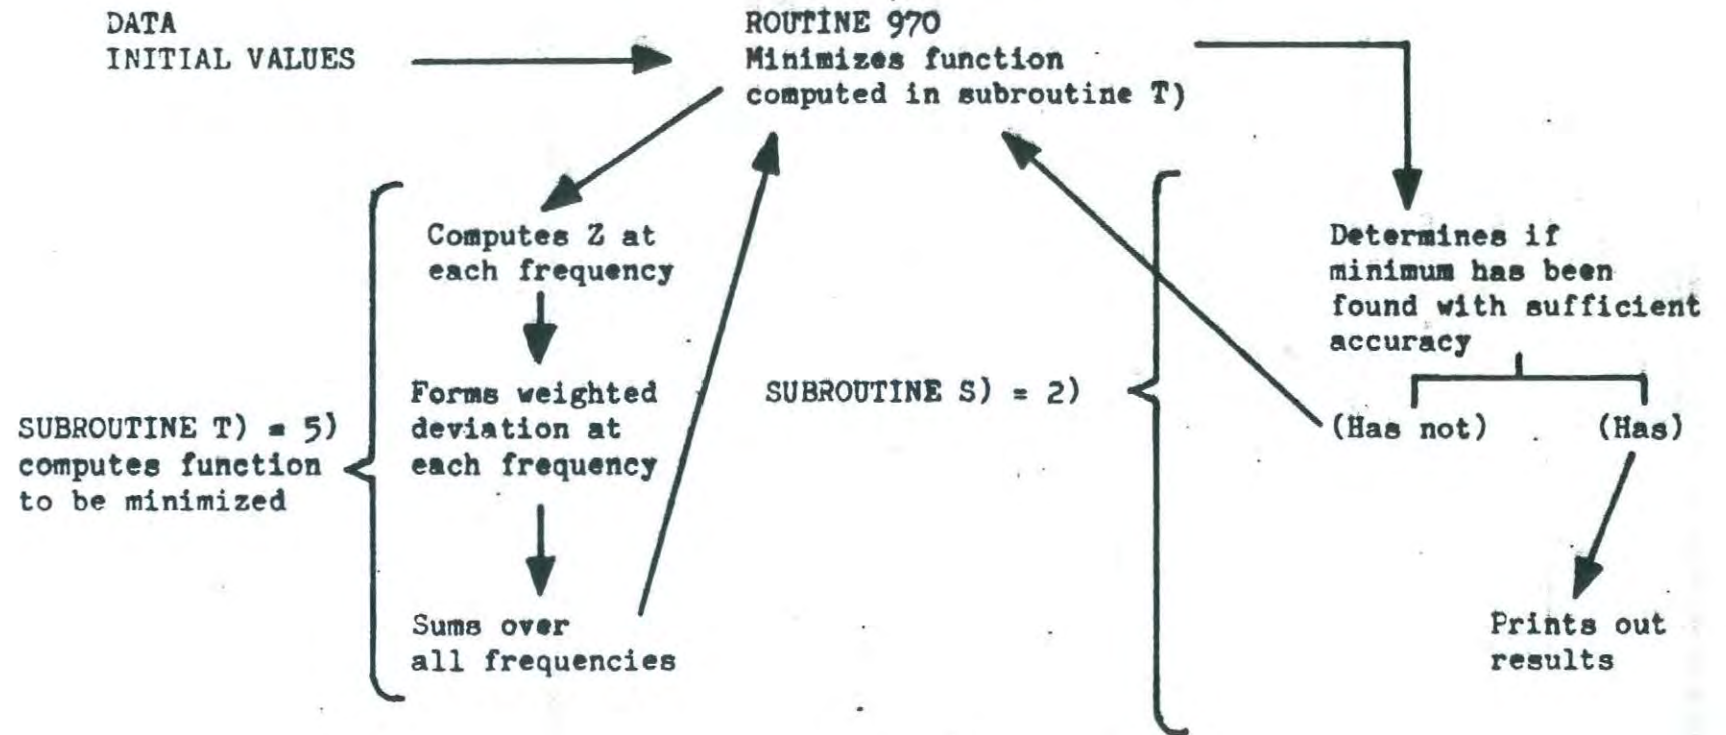 DATA
INITIAL VALUES
ROUTINE 970
Minimizes function
computed in subroutine T)
SUBROUTINE T) = 5)
computes function
to be minimized
Computes Z at
each frequency
Forms weighted
deviation at
each frequency
Sums over
all frequencies
SUBROUTINE S) = 2)
Determines if
minimum has been
found with sufficient
accuracy
(Has not)
(Has)
Prints out
results